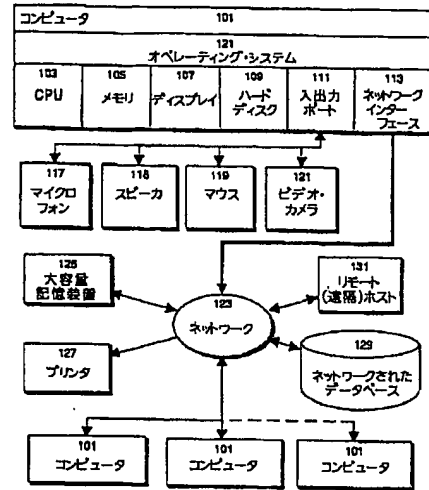 コンピュータ 101
121
オペレーティング・システム
103
CPU
105
メモリ
107
ディスプレイ
109
ハード
ディスク
111
入出力
ポート
113
ネットワーク
インター
フェース
117
マイクロ
フォン
118
スピーカ
119
マウス
121
ビデオ・
カメラ
125
大容量
記憶装置
131
リモート
(遠隔)ホスト
123
ネットワーク
127
プリンタ
129
ネットワークされた
データベース
101
コンピュータ
101
コンピュータ
101
コンピュータ